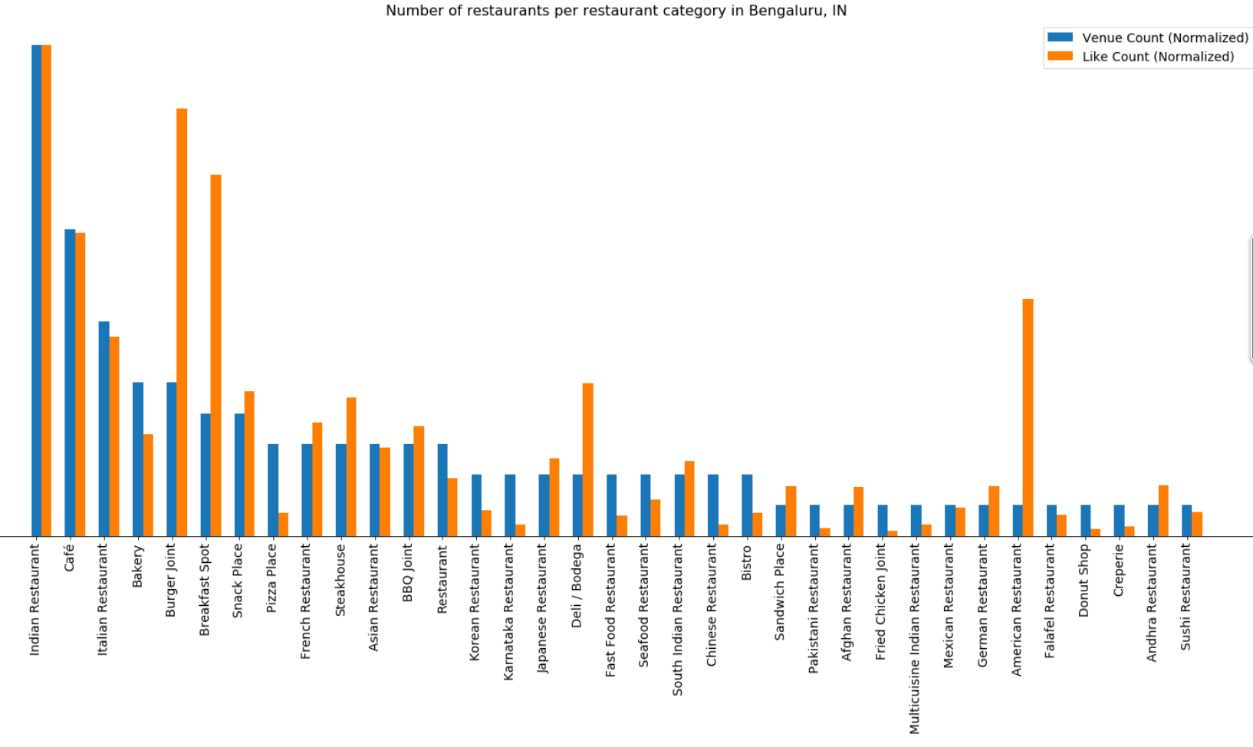 Number of restaurants per restaurant category in Bengaluru, IN
Venue Count (Normalized)
Like Count (Normalized)
Indian Restaurant
Café
Italian Restaurant
Bakery
Burger Joint
Breakfast Spot
Snack Place
Pizza Place
French Restaurant
Steakhouse
Asian Restaurant
BBQ Joint
Restaurant
Korean Restaurant
Karnataka Restaurant
Japanese Restaurant
Deli / Bodega
Fast Food Restaurant
Seafood Restaurant
South Indian Restaurant
Chinese Restaurant
Bistro
Sandwich Place
Pakistani Restaurant
Afghan Restaurant
Fried Chicken Joint
Multicuisine Indian Restaurant
Mexican Restaurant
German Restaurant
American Restaurant
Falafel Restaurant
Donut Shop
Creperie
Andhra Restaurant
Sushi Restaurant